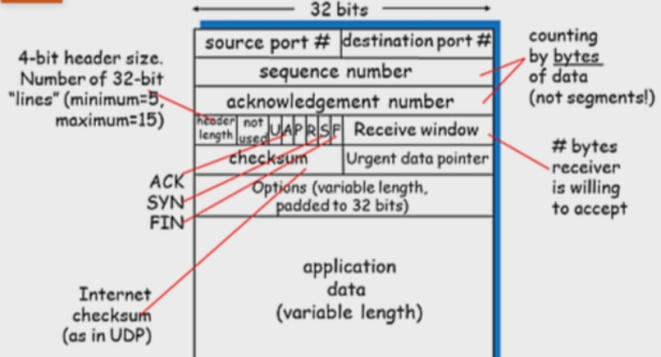 32 bits
source port #
destination port #
sequence number
acknowledgement number
header
length
not
used
U
A
P
R
S
F
Receive window
checksum
Urgent data pointer
Options (variable length,
padded to 32 bits)
application
data
(variable length)
4-bit header size.
Number of 32-bit
"lines" (minimum=5,
maximum=15)
ACK
SYN
FIN
Internet
checksum
(as in UDP)
counting
by bytes
of data
(not segments!)
# bytes
receiver
is willing
to accept